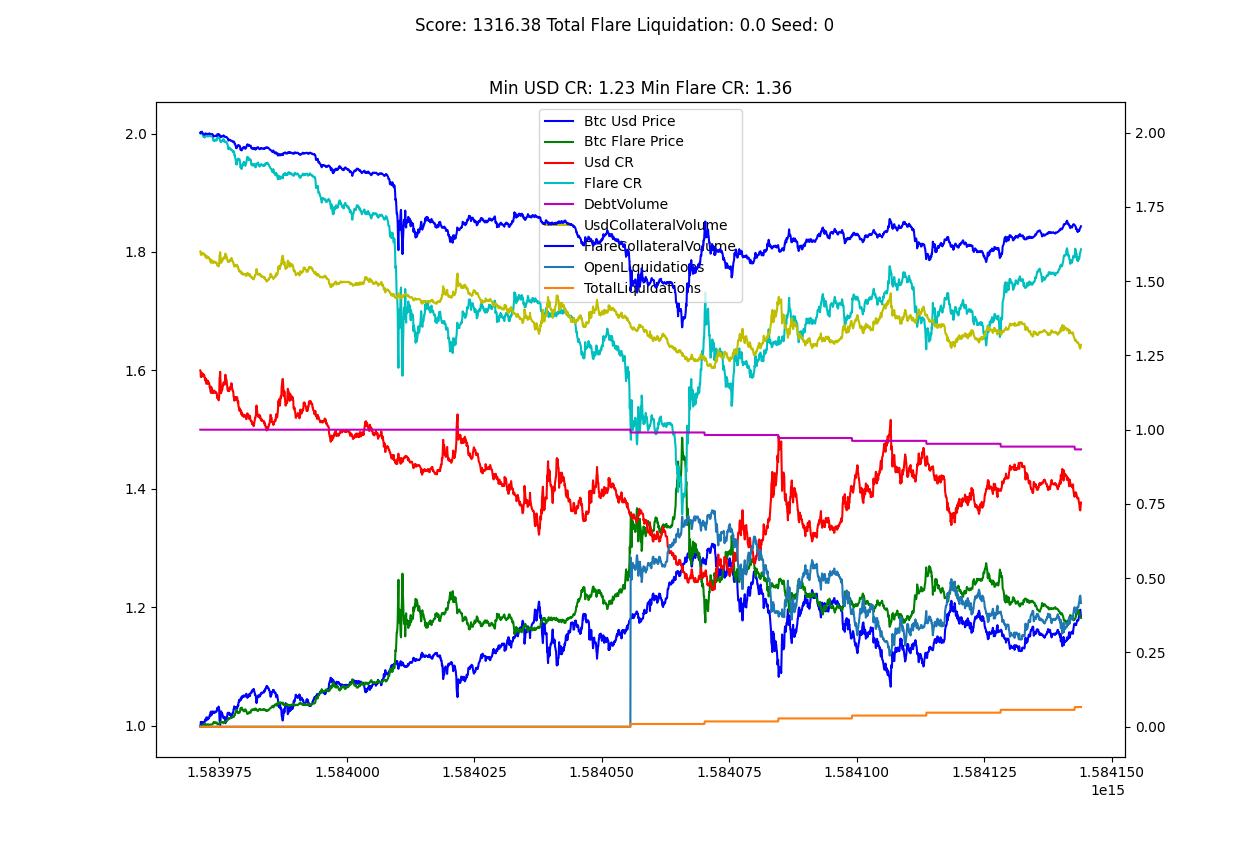 Score: 1316.38 Total Flare Liquidation: 0.0 Seed: 0
Min USD CR: 1.23 Min Flare CR: 1.36
Btc Usd Price
Btc Flare Price
Usd CR
Flare CR
DebtVolume
UsdCollateralVolume
FlareCollateralVolume
OpenLiquidations
TotalLiquidations
2.0
1.8
1.6
1.4
1.2
1.0
2.00
1.75
1.50
1.25
1.00
0.75
0.50
0.25
0.00
1.583975 1.584000 1.584025 1.584050 1.584075 1.584100 1.584125 1.584150
1e15